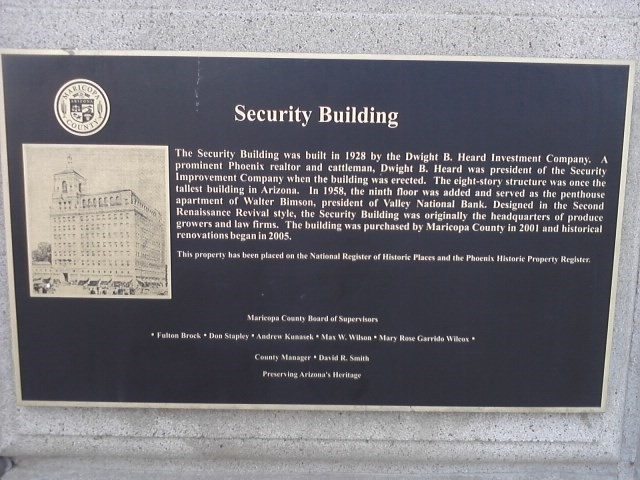 MARICOPA
ARIZONA
COUNTY
Security Building
The Security Building was built in 1928 by the Dwight B. Heard Investment Company. A
prominent Phoenix realtor and cattleman, Dwight B. Heard was president of the Security
Improvement Company when the building was erected. The eight-story structure was once the
tallest building in Arizona. In 1958, the ninth floor was added and served as the penthouse
apartment of Walter Bimson, president of Valley National Bank. Designed in the Second
Renaissance Revival style, the Security Building was originally the headquarters of produce
growers and law firms. The building was purchased by Maricopa County in 2001 and historical
renovations began in 2005.
This property has been placed on the National Register of Historic Places and the Phoenix Historic Property Register.
Maricopa County Board of Supervisors
• Fulton Brock • Don Stapley • Andrew Kunasek • Max W. Wilson • Mary Rose Garrido Wilcox •
County Manager • David R. Smith
Preserving Arizona's Heritage